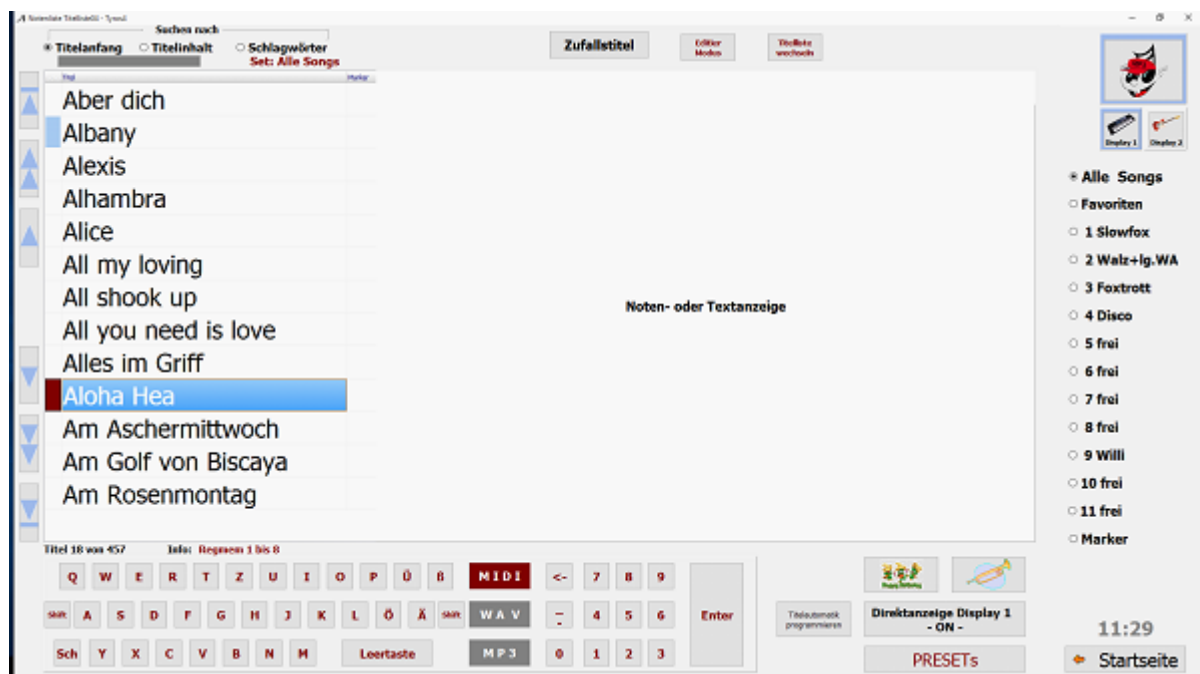 Notenliste Titelliste01 - Tyros5
Suchen nach
Titelanfang Titelinhalt Schlagwörter
Set: Alle Songs
Zufallstitel
Editier
Modus
Titelliste
wechseln
Titel Marker
Aber dich
Albany
Alexis
Alhambra
Alice
All my loving
All shook up
All you need is love
Alles im Griff
Aloha Hea
Am Aschermittwoch
Am Golf von Biscaya
Am Rosenmontag
Noten- oder Textanzeige
Display 1 Display 2
Alle Songs
Favoriten
1 Slowfox
2 Walz+lg.WA
3 Foxtrott
4 Disco
5 frei
6 frei
7 frei
8 frei
9 Willi
10 frei
11 frei
Marker
Titel 18 von 457 Info: Regmem 1 bis 8
Q W E R T Z U I O P Ü ß MIDI <- 7 8 9
Shift A S D F G H J K L Ö Ä Shift WAV - : 4 5 6 Enter
Sch Y X C V B N M Leertaste MP3 0 1 2 3
Titelautomatik
programmieren
Direktanzeige Display 1
- ON -
PRESETs
11:29
Startseite